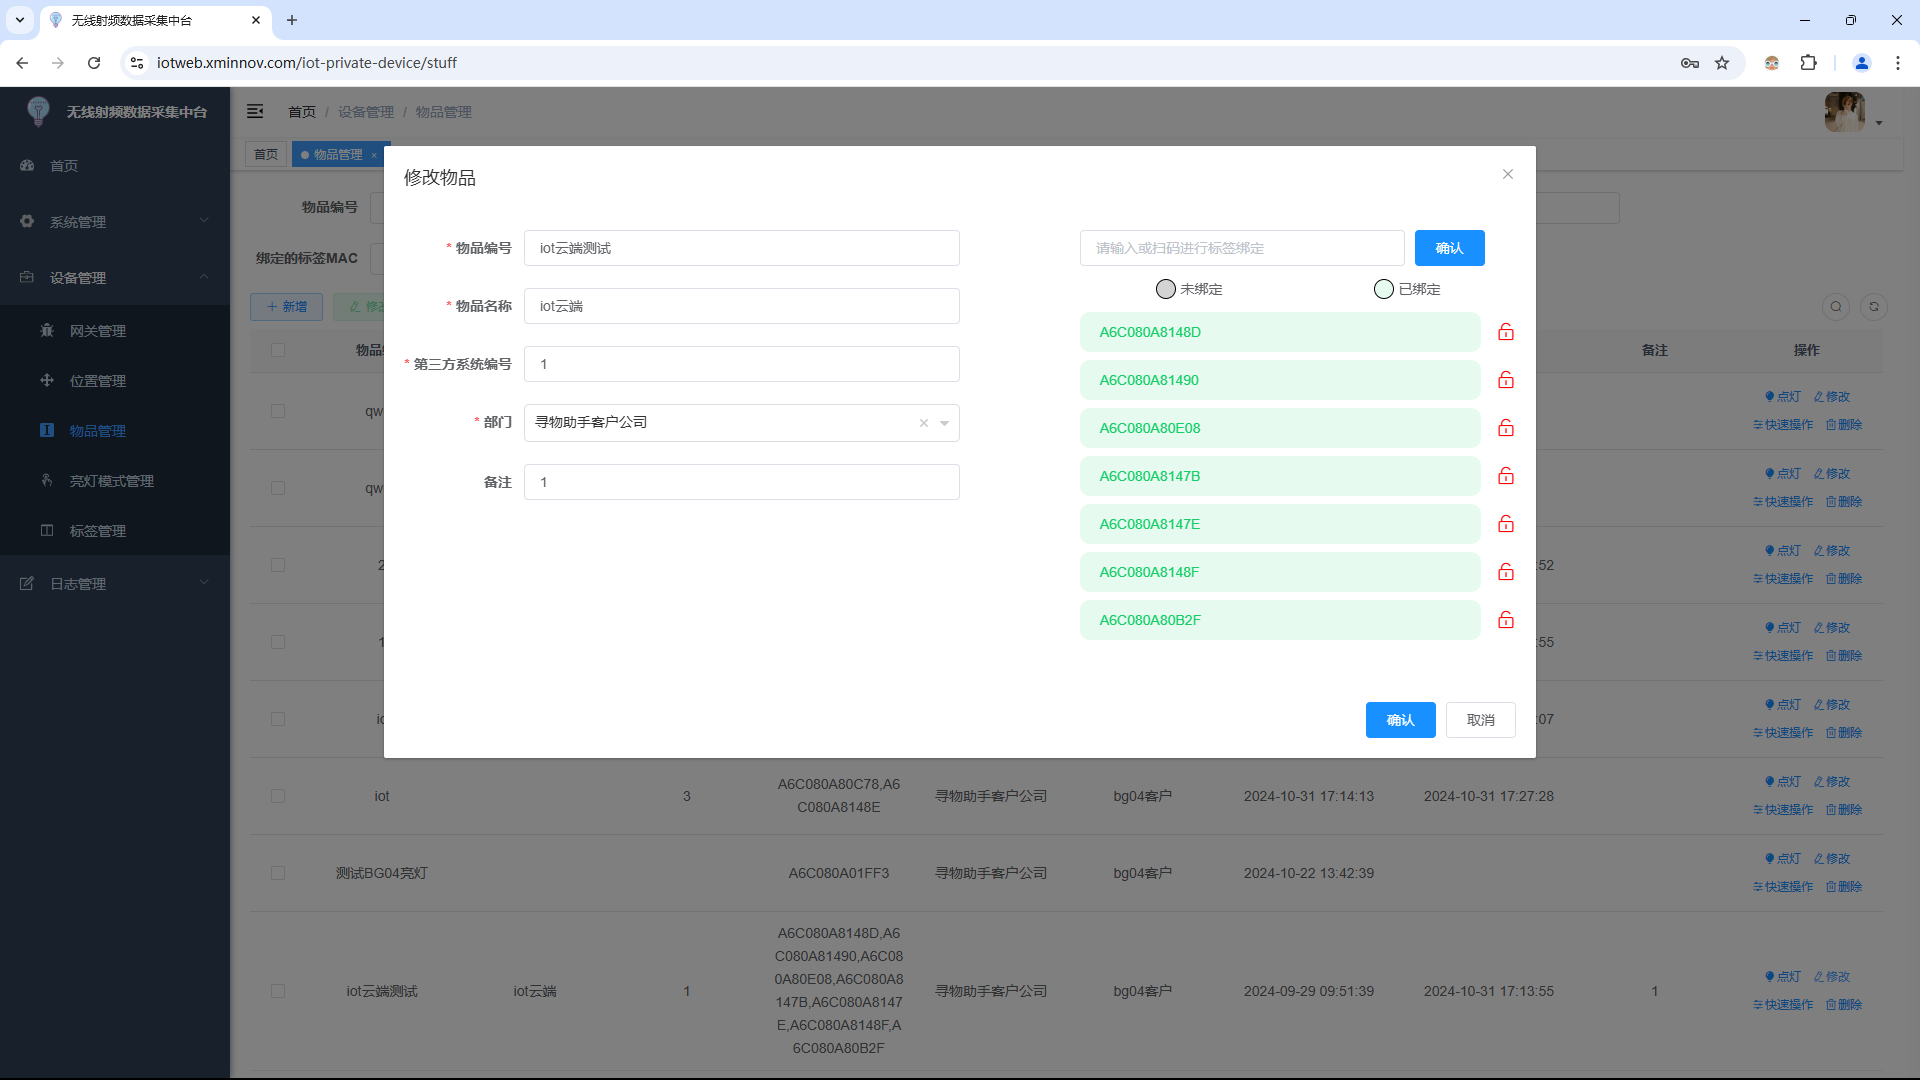 无线射频数据采集中台
iotweb.xminnov.com/iot-private-device/stuff
无线射频数据采集中台
首页
系统管理
设备管理
网关管理
位置管理
物品管理
亮灯模式管理
标签管理
日志管理
首页 / 设备管理 / 物品管理
首页
物品管理 ×
物品编号
绑定的标签MAC
+ 新增
修
修改物品
* 物品编号 iot云端测试
* 物品名称 iot云端
* 第三方系统编号 1
* 部门 寻物助手客户公司
备注 1
请输入或扫码进行标签绑定 确认
未绑定 已绑定
A6C080A8148D
A6C080A81490
A6C080A80E08
A6C080A8147B
A6C080A8147E
A6C080A8148F
A6C080A80B2F
确认 取消
物品 备注 操作
qw 点灯 修改
快速操作 删除
qw 点灯 修改
快速操作 删除
2 :52 点灯 修改
快速操作 删除
1 :55 点灯 修改
快速操作 删除
io :07 点灯 修改
快速操作 删除
iot 3 A6C080A80C78,A6
C080A8148E 寻物助手客户公司 bg04客户 2024-10-31 17:14:13 2024-10-31 17:27:28 点灯 修改
快速操作 删除
测试BG04亮灯 A6C080A01FF3 寻物助手客户公司 bg04客户 2024-10-22 13:42:39 点灯 修改
快速操作 删除
iot云端测试 iot云端 1 A6C080A8148D,A6
C080A81490,A6C08
0A80E08,A6C080A8
147B,A6C080A8147
E,A6C080A8148F,A
6C080A80B2F 寻物助手客户公司 bg04客户 2024-09-29 09:51:39 2024-10-31 17:13:55 1 点灯 修改
快速操作 删除